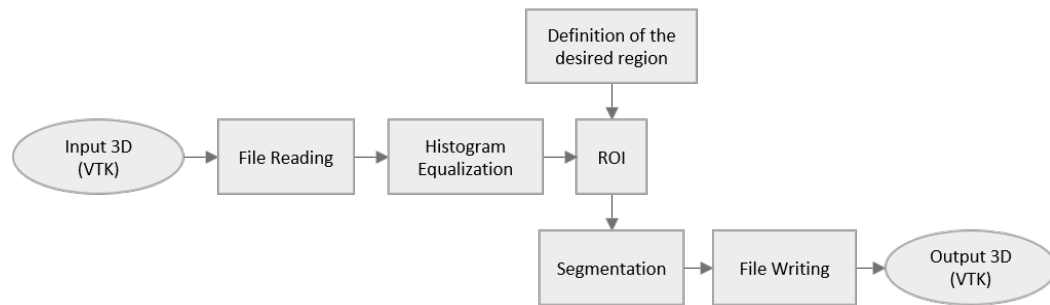 Definition of the
desired region
Input 3D
(VTK)
File Reading
Histogram
Equalization
ROI
Segmentation
File Writing
Output 3D
(VTK)